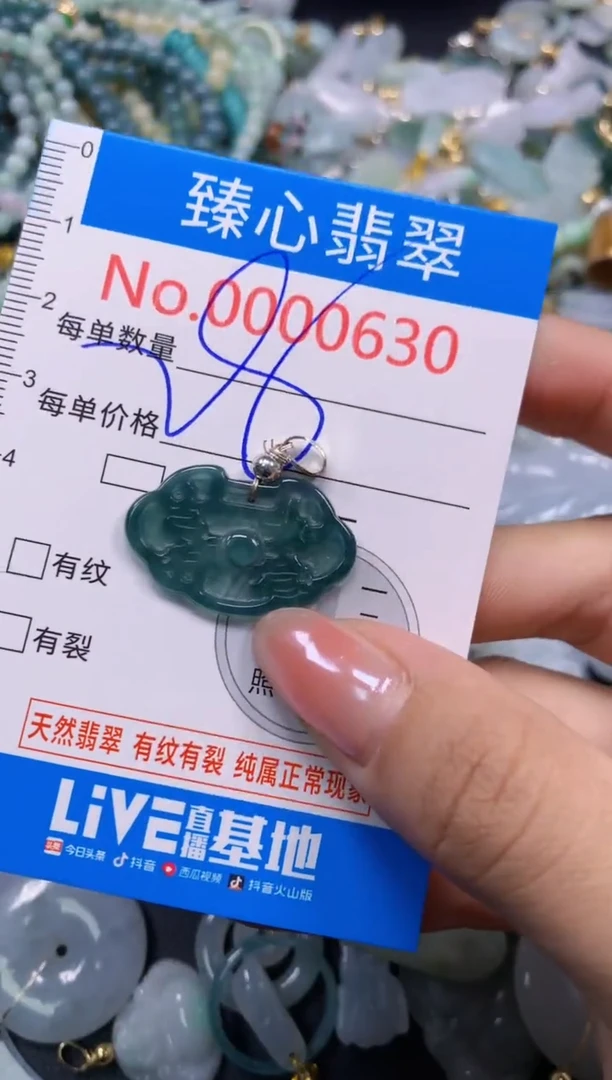 0
1
2
3
4
臻心翡翠
No.0000630
每单数量
每单价格
有纹
有裂
照
天然翡翠 有纹有裂 纯属正常现象
LiVE直播基地
今日头条 抖音 西瓜视频 抖音火山版